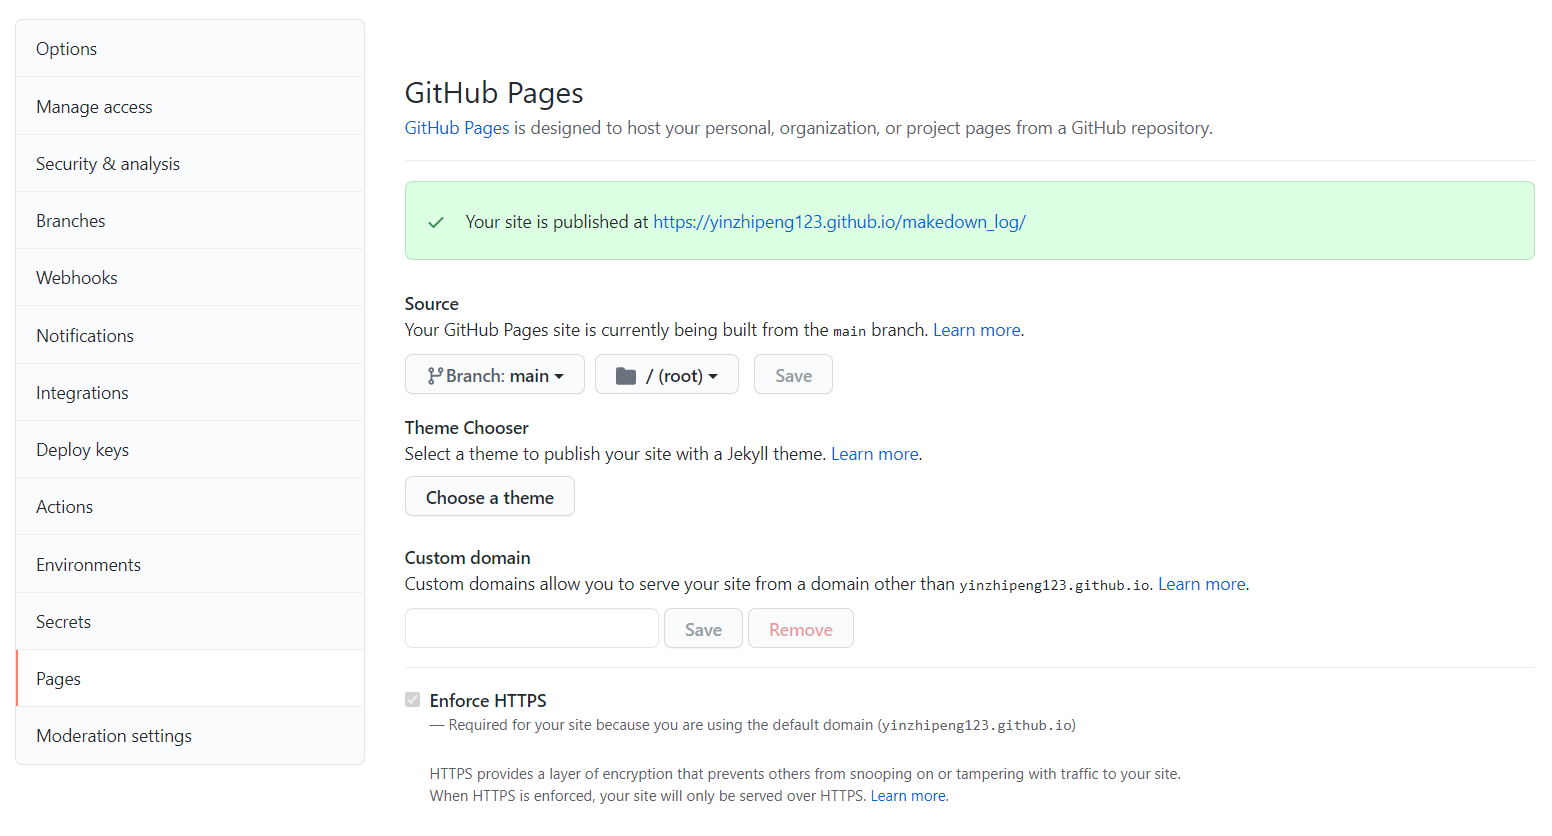 Options
Manage access
Security & analysis
Branches
Webhooks
Notifications
Integrations
Deploy keys
Actions
Environments
Secrets
Pages
Moderation settings
GitHub Pages
GitHub Pages is designed to host your personal, organization, or project pages from a GitHub repository.
Your site is published at https://yinzhipeng123.github.io/makedown_log/
Source
Your GitHub Pages site is currently being built from the main branch. Learn more.
Branch: main / (root) Save
Theme Chooser
Select a theme to publish your site with a Jekyll theme. Learn more.
Choose a theme
Custom domain
Custom domains allow you to serve your site from a domain other than yinzhipeng123.github.io. Learn more.
Save Remove
Enforce HTTPS
— Required for your site because you are using the default domain (yinzhipeng123.github.io)
HTTPS provides a layer of encryption that prevents others from snooping on or tampering with traffic to your site.
When HTTPS is enforced, your site will only be served over HTTPS. Learn more.